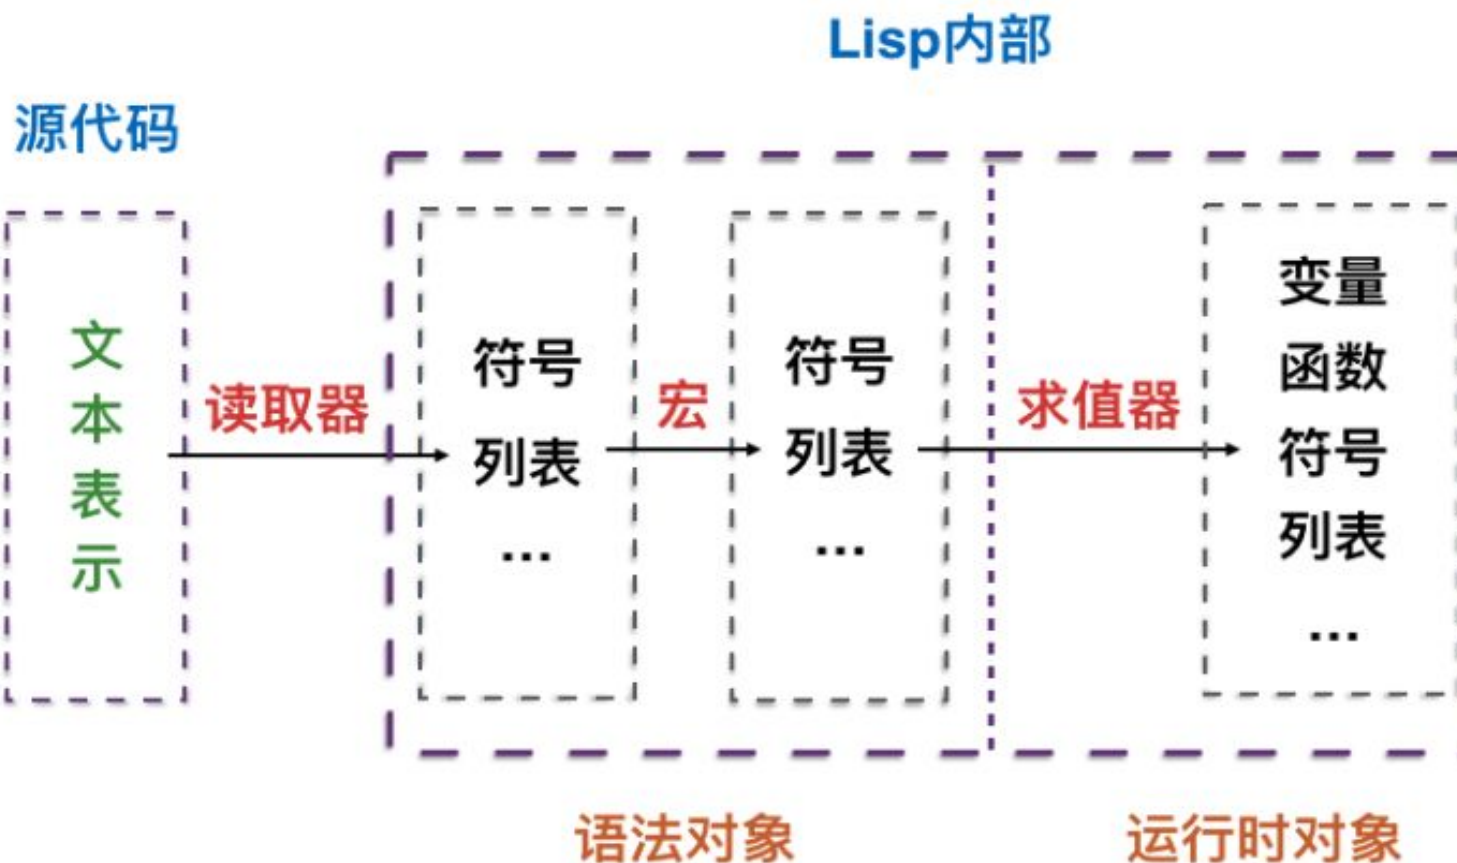 Lisp内部
源代码
文
本
表
示
读取器
符号
列表
...
宏
符号
列表
...
求值器
变量
函数
符号
列表
...
语法对象
运行时对象